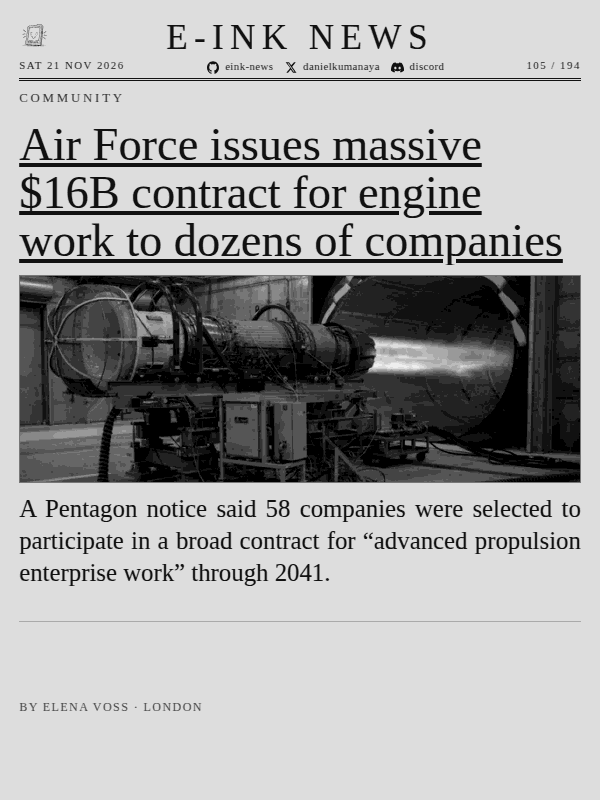 E-INK NEWS
SAT 21 NOV 2026
eink-news
danielkumanaya
discord
105 / 194
COMMUNITY
Air Force issues massive
$16B contract for engine
work to dozens of companies
A Pentagon notice said 58 companies were selected to
participate in a broad contract for “advanced propulsion
enterprise work” through 2041.
BY ELENA VOSS · LONDON